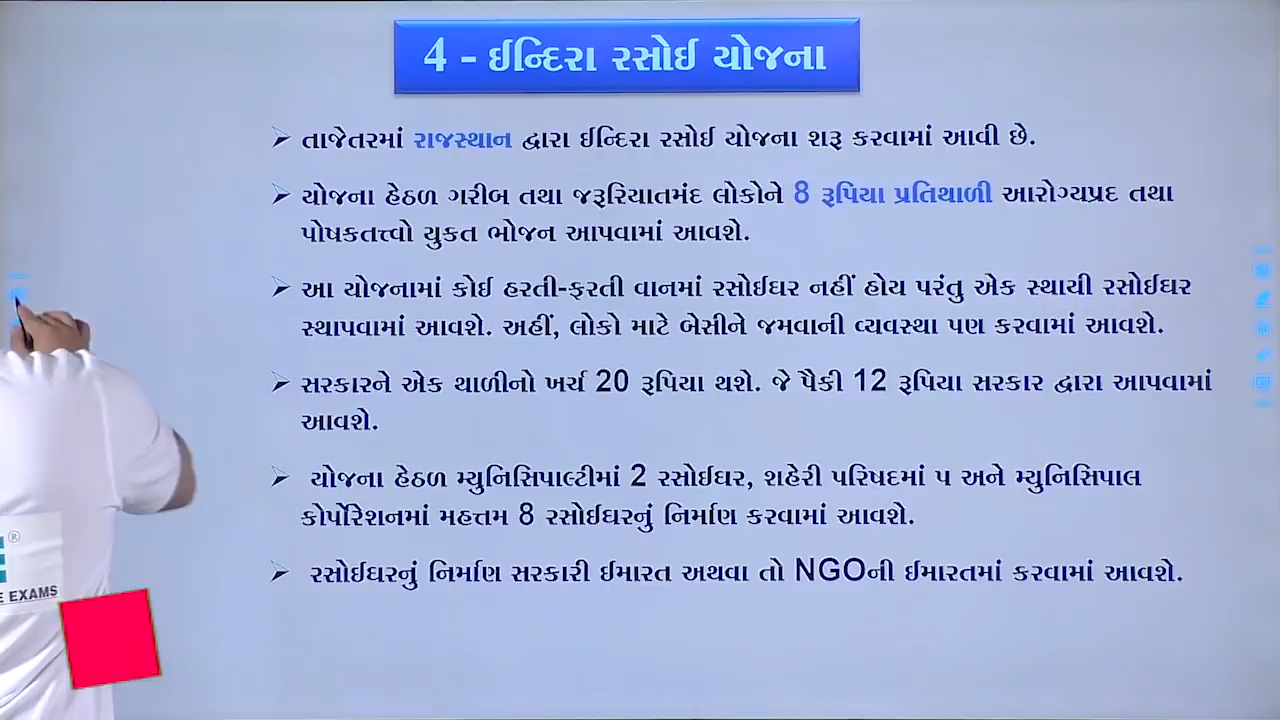 4 - ઈન્દિરા રસોઈ યોજના
➢ તાજેતરમાં રાજસ્થાન દ્વારા ઈન્દિરા રસોઈ યોજના શરૂ કરવામાં આવી છે.
➢ યોજના હેઠળ ગરીબ તથા જરૂરિયાતમંદ લોકોને 8 રૂપિયા પ્રતિથાળી આરોગ્યપ્રદ તથા
પોષકતત્ત્વો યુકત ભોજન આપવામાં આવશે.
➢ આ યોજનામાં કોઈ હરતી-ફરતી વાનમાં રસોઈઘર નહીં હોય પરંતુ એક સ્થાયી રસોઈઘર
સ્થાપવામાં આવશે. અહીં, લોકો માટે બેસીને જમવાની વ્યવસ્થા પણ કરવામાં આવશે.
➢ સરકારને એક થાળીનો ખર્ચ 20 રૂપિયા થશે. જે પૈકી 12 રૂપિયા સરકાર દ્વારા આપવામાં
આવશે.
➢ યોજના હેઠળ મ્યુનિસિપાલ્ટીમાં 2 રસોઈઘર, શહેરી પરિષદમાં પ અને મ્યુનિસિપાલ
કોર્પોરેશનમાં મહત્તમ 8 રસોઈઘરનું નિર્માણ કરવામાં આવશે.
➢ રસોઈઘરનું નિર્માણ સરકારી ઈમારત અથવા તો NGOની ઈમારતમાં કરવામાં આવશે.
®
E EXAMS